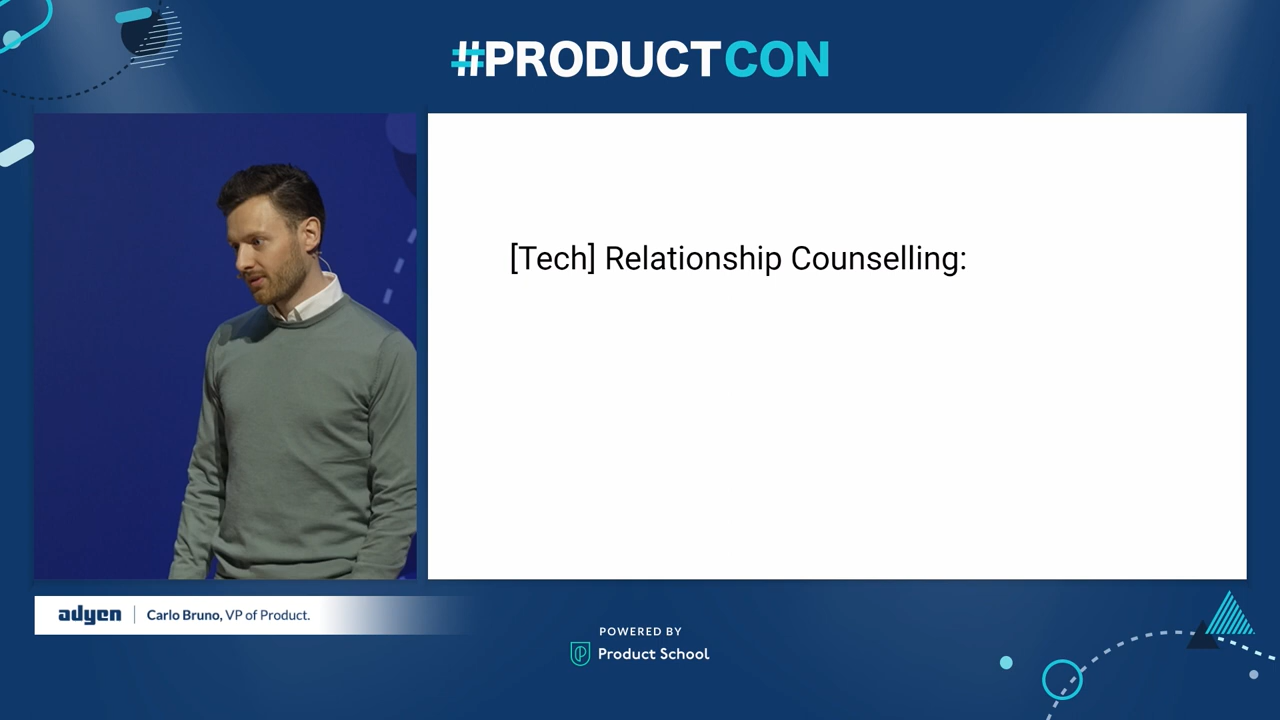 #PRODUCTCON
[Tech] Relationship Counselling:
adyen | Carlo Bruno, VP of Product.
POWERED BY
Product School